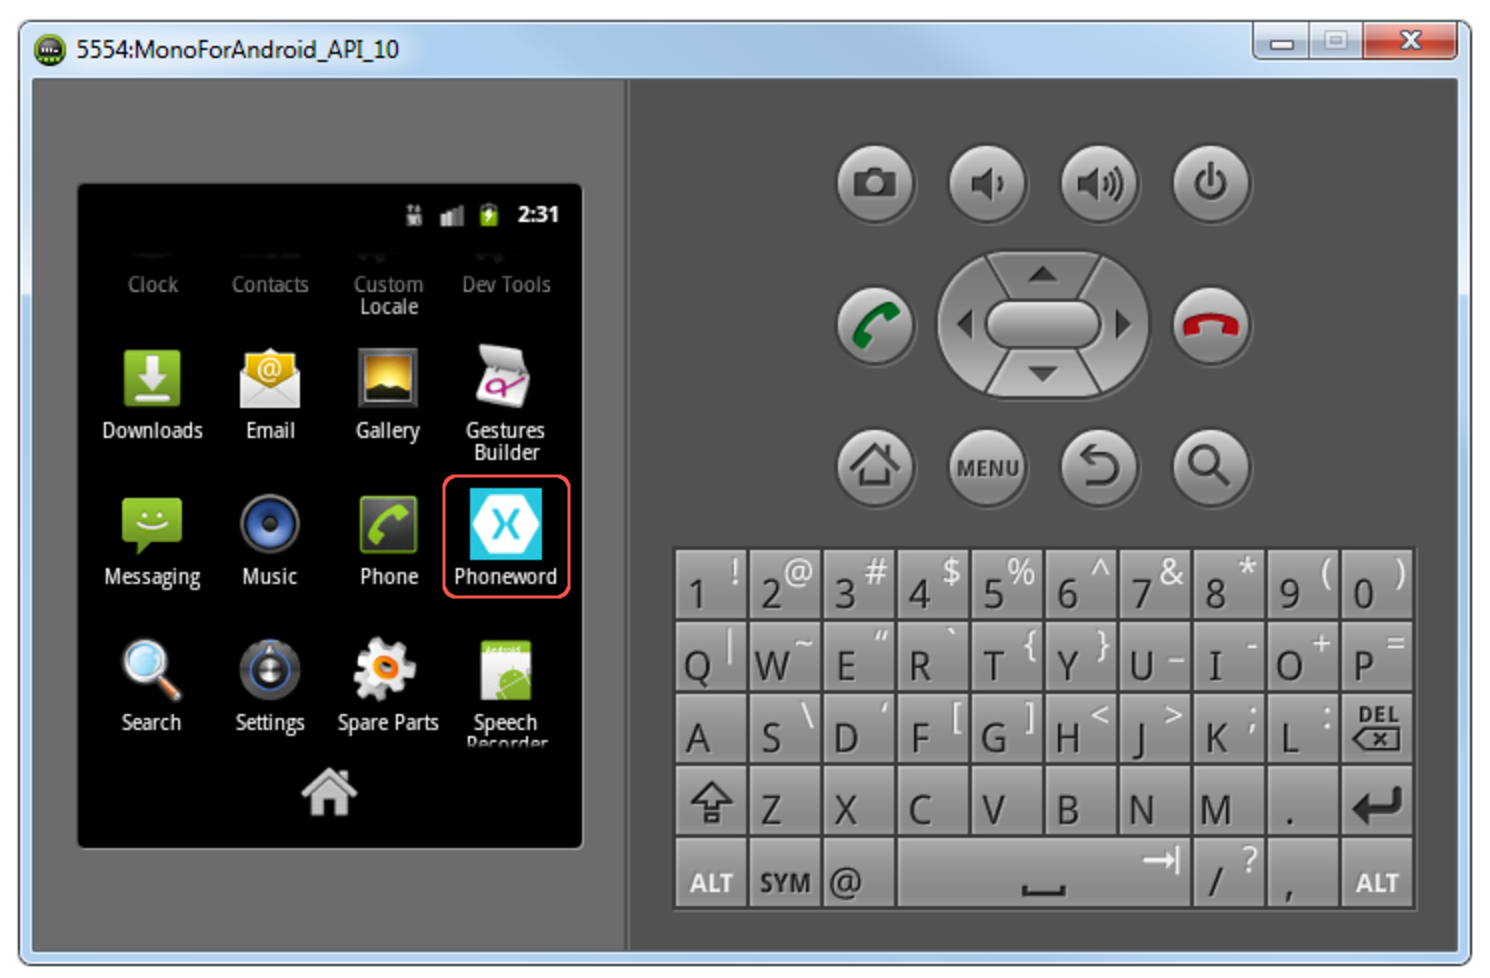 5554:MonoForAndroid_API_10
2:31
Clock Contacts Custom Locale Dev Tools
Downloads Email Gallery Gestures Builder
Messaging Music Phone Phoneword
Search Settings Spare Parts Speech Recorder
MENU
1 ! 2 @ 3 # 4 $ 5 % 6 ^ 7 & 8 * 9 ( 0 )
Q | W ~ E " R ` T { Y } U _ I - O + P =
A S \ D ' F [ G ] H < J > K ; L : DEL
Z X C V B N M .
ALT SYM @ / ? , ALT